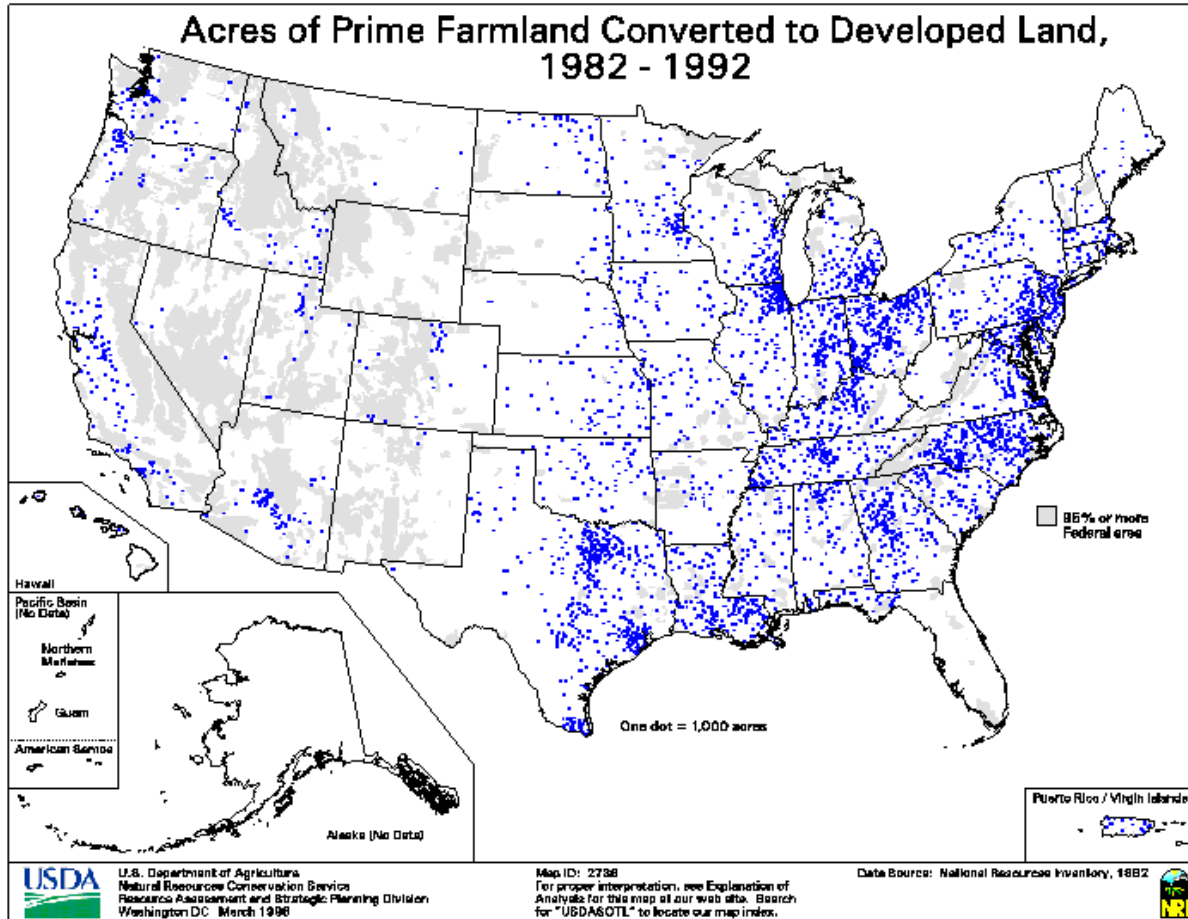 Acres of Prime Farmland Converted to Developed Land,
1982 - 1992
95% or more
Federal area
Hawaii
Pacific Basin
(No Data)
Northern
Marianas
Guam
American Samoa
One dot = 1,000 acres
Alaska (No Data)
Puerto Rico / Virgin Islands
USDA
U.S. Department of Agriculture
Natural Resources Conservation Service
Resource Assessment and Strategic Planning Division
Washington DC March 1996
Map ID: 2736
For proper interpretation, see Explanation of
Analysis for this map at our web site. Search
for "USDASOTL" to locate our map index.
Data Source: National Resources Inventory, 1992
NRI